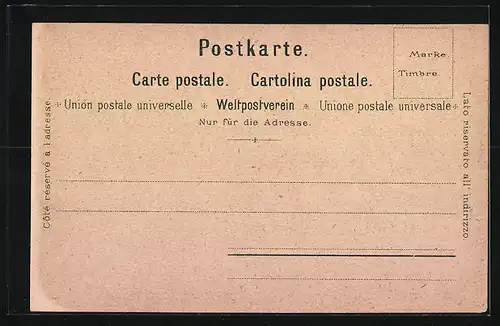 Postkarte.
Marke
Timbre.
Carte postale. Cartolina postale.
Union postale universelle * Weltpostverein * Unione postale universale
Nur für die Adresse.
Côté réservé à l'adresse.
Lato riservato all' indirizzo